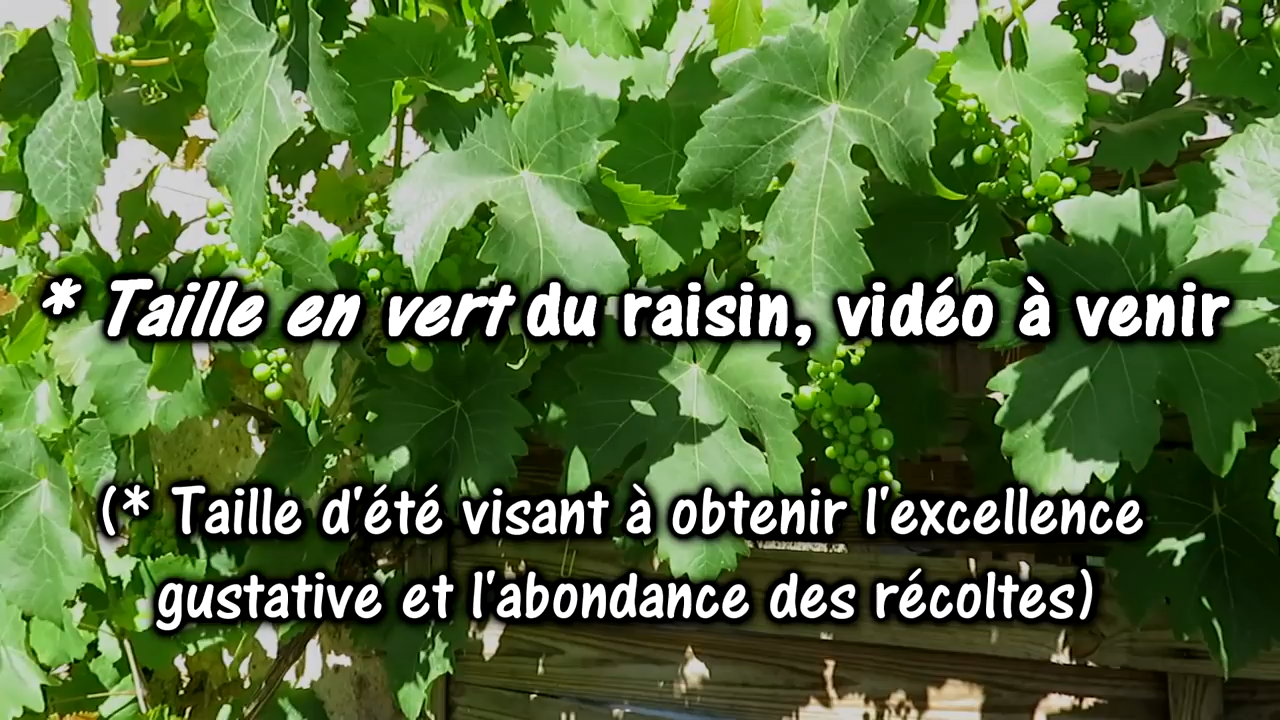 * Taille en vert du raisin, vidéo à venir
(* Taille d'été visant à obtenir l'excellence
gustative et l'abondance des récoltes)